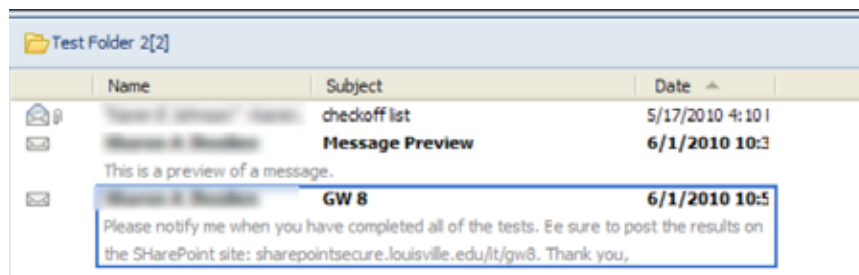 Test Folder 2[2]
Name Subject Date
checkoff list 5/17/2010 4:10
Message Preview 6/1/2010 10:3
This is a preview of a message.
GW 8 6/1/2010 10:5
Please notify me when you have completed all of the tests. Ee sure to post the results on
the SHarePoint site: sharepointsecure.louisville.edu/it/gw8. Thank you,